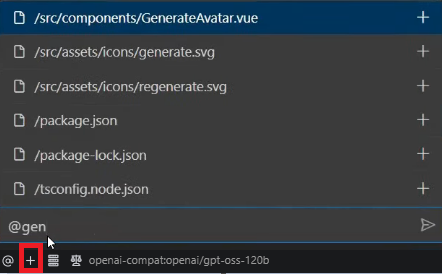 /src/components/GenerateAvatar.vue
/src/assets/icons/generate.svg
/src/assets/icons/regenerate.svg
/package.json
/package-lock.json
/tsconfig.node.json
@gen
@ openai-compat:openai/gpt-oss-120b